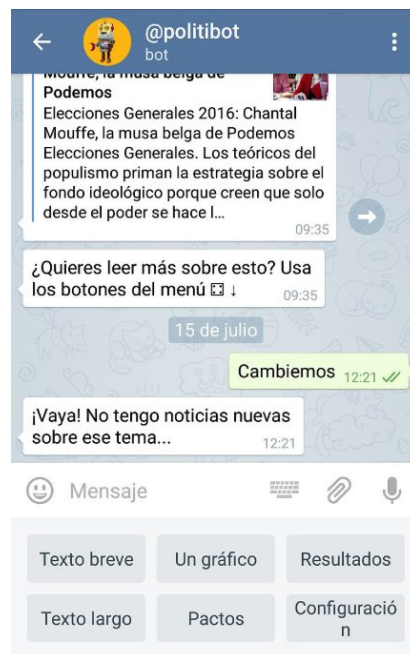 @politibot
bot
Mouffe, la musa belga de
Podemos
Elecciones Generales 2016: Chantal
Mouffe, la musa belga de Podemos
Elecciones Generales. Los teóricos del
populismo priman la estrategia sobre el
fondo ideológico porque creen que solo
desde el poder se hace l...
09:35
¿Quieres leer más sobre esto? Usa
los botones del menú ↓
09:35
15 de julio
Cambiemos 12:21
¡Vaya! No tengo noticias nuevas
sobre ese tema...
12:21
Mensaje
Texto breve Un gráfico Resultados
Texto largo Pactos Configuració
n